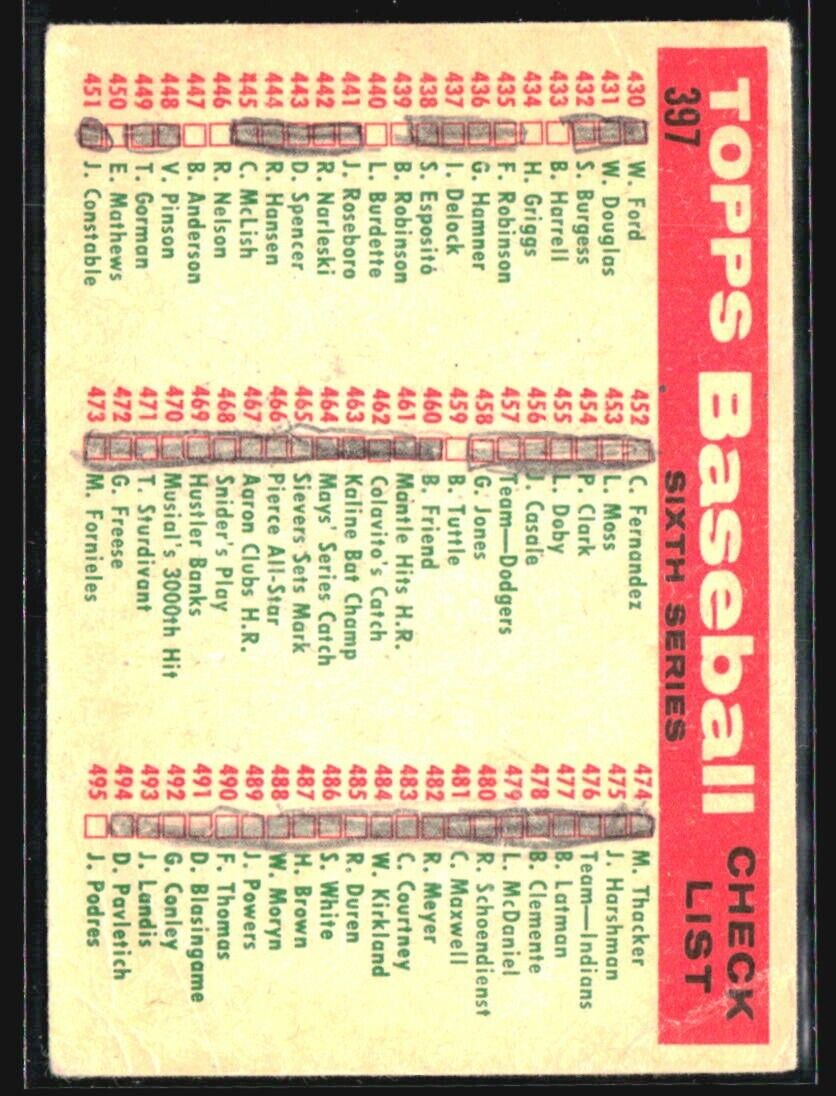 TOPPS Baseball CHECK LIST
397 SIXTH SERIES
430 W. Ford
431 W. Douglas
432 S. Burgess
433 B. Harrell
434 H. Griggs
435 F. Robinson
436 G. Hamner
437 I. Delock
438 S. Esposito
439 B. Robinson
440 L. Burdette
441 J. Roseboro
442 R. Narleski
443 D. Spencer
444 R. Hansen
445 C. McLish
446 R. Nelson
447 B. Anderson
448 V. Pinson
449 T. Gorman
450 E. Mathews
451 J. Constable
452 C. Fernandez
453 L. Moss
454 P. Clark
455 L. Doby
456 J. Casale
457 Team—Dodgers
458 G. Jones
459 B. Tuttle
460 B. Friend
461 Mantle Hits H.R.
462 Colavito's Catch
463 Kaline Bat Champ
464 Mays' Series Catch
465 Sievers Sets Mark
466 Pierce All-Star
467 Aaron Clubs H.R.
468 Snider's Play
469 Hustler Banks
470 Musial's 3000th Hit
471 T. Sturdivant
472 G. Freese
473 M. Fornieles
474 M. Thacker
475 J. Harshman
476 Team—Indians
477 B. Latman
478 B. Clemente
479 L. McDaniel
480 R. Schoendienst
481 C. Maxwell
482 R. Meyer
483 C. Courtney
484 W. Kirkland
485 R. Duren
486 S. White
487 H. Brown
488 W. Moryn
489 J. Powers
490 F. Thomas
491 D. Blasingame
492 G. Conley
493 J. Landis
494 D. Pavletich
495 J. Podres